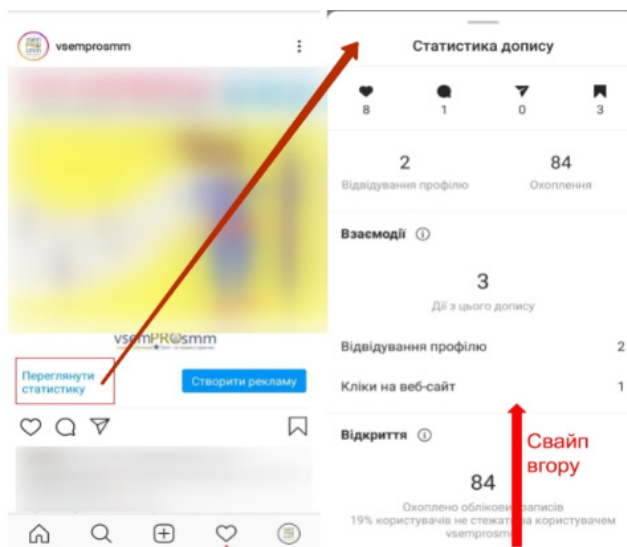 vsemprosmm
vsemPROsmm
Переглянути
статистику
Створити рекламу
Статистика допису
8 1 0 3
2 84
Відвідування профілю Охоплення
Взаємодії
3
Дії з цього допису
Відвідування профілю 2
Кліки на веб-сайт 1
Відкриття
Свайп
вгору
84
Охоплено облікових записів
19% користувачів не стежать за користувачем
vsemprosmm